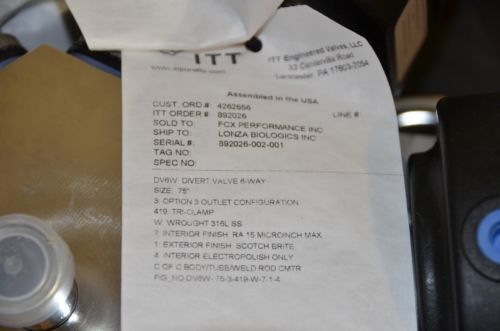 ITT
ITT Engineered Valves, LLC
33 Centerville Road
Lancaster, PA 17603-2064
Assembled in the USA
CUST. ORD.#: 4262656
ITT ORDER # 892026 LINE #:
SOLD TO: FCX PERFORMANCE INC
SHIP TO: LONZA BIOLOGICS INC
SERIAL#: 892026-002-001
TAG NO:
SPEC NO:
DV6W: DIVERT VALVE 6-WAY
SIZE: .75"
3: OPTION 3 OUTLET CONFIGURATION
419: TRI-CLAMP
W: WROUGHT 316L SS
7: INTERIOR FINISH: RA 15 MICROINCH MAX
1: EXTERIOR FINISH: SCOTCH BRITE
4: INTERIOR ELECTROPOLISH ONLY
C OF C BODY/TUBE/WELD ROD CMTR
FIG_NO DV6W-.75-3-419-W-7-1-4